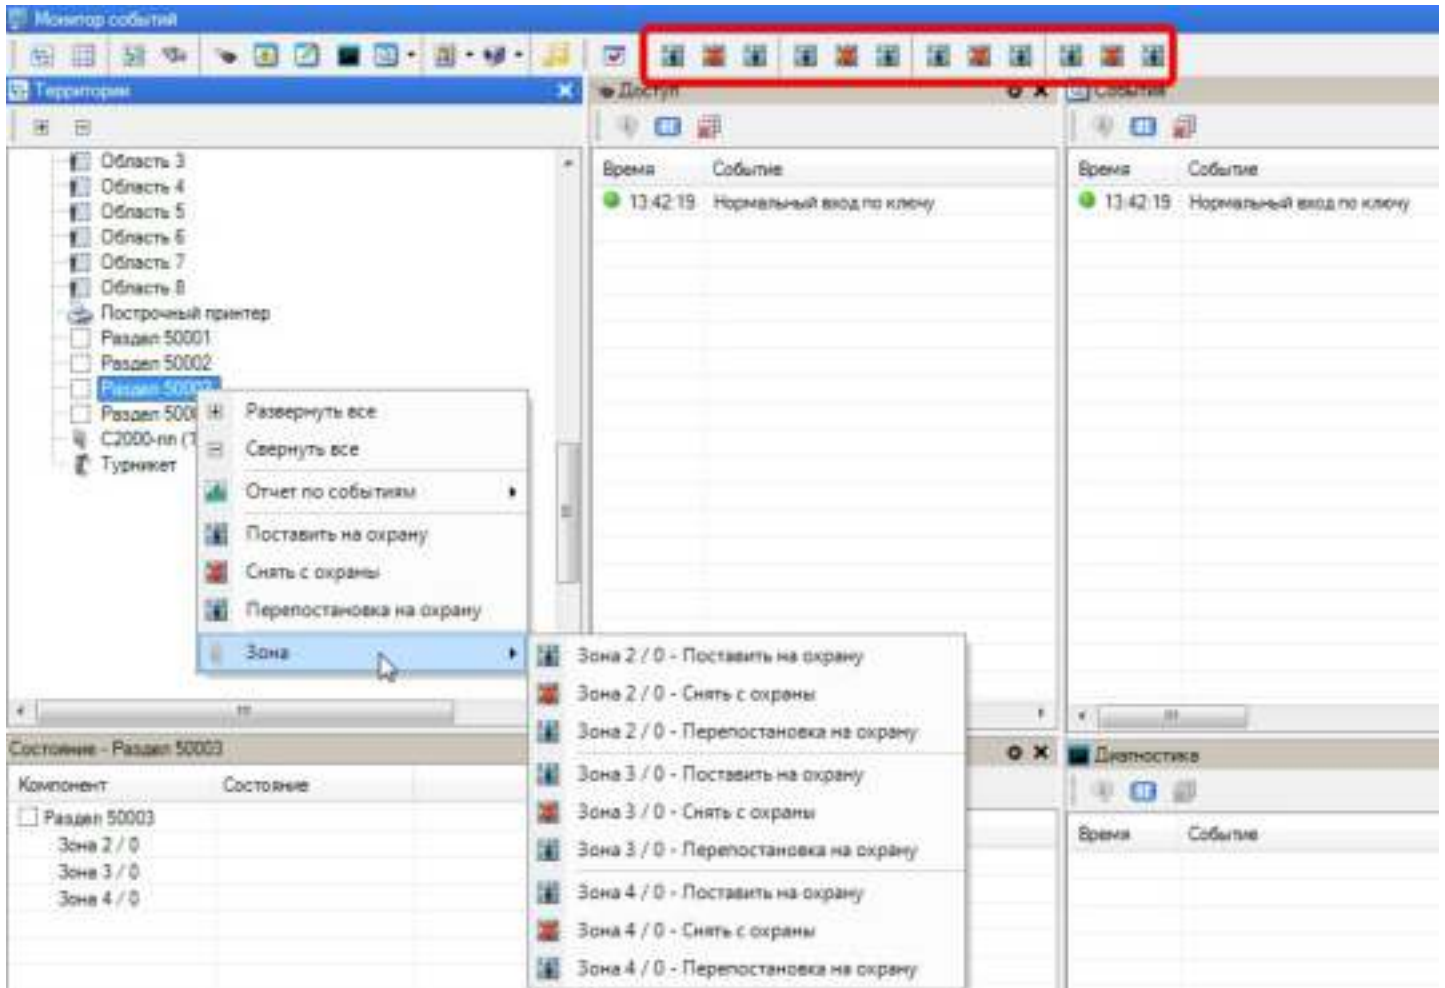 Монитор событий
Территории
Доступ
События
Область 3
Область 4
Область 5
Область 6
Область 7
Область 8
Построчный принтер
Раздел 50001
Раздел 50002
Раздел 50003
Раздел 500
С2000-пп (Т
Турникет
Развернуть все
Свернуть все
Отчет по событиям
Поставить на охрану
Снять с охраны
Перепостановка на охрану
Зона
Зона 2 / 0 - Поставить на охрану
Зона 2 / 0 - Снять с охраны
Зона 2 / 0 - Перепостановка на охрану
Зона 3 / 0 - Поставить на охрану
Зона 3 / 0 - Снять с охраны
Зона 3 / 0 - Перепостановка на охрану
Зона 4 / 0 - Поставить на охрану
Зона 4 / 0 - Снять с охраны
Зона 4 / 0 - Перепостановка на охрану
Время Событие
13:42:19 Нормальный вход по ключу
Время Событие
13:42:19 Нормальный вход по ключу
Состояние - Раздел 50003
Компонент Состояние
Раздел 50003
Зона 2 / 0
Зона 3 / 0
Зона 4 / 0
Диагностика
Время Событие